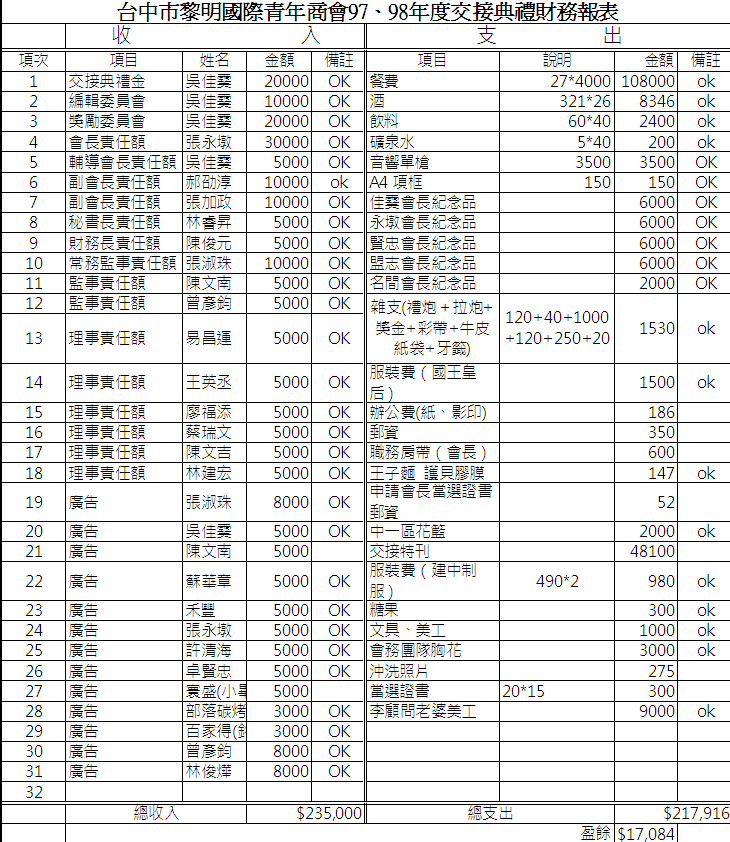 台中市黎明國際青年商會97、98年度交接典禮財務報表
收 入 支 出
項次 項目 姓名 金額 備註 項目 說明 金額 備註
1 交接典禮金 吳佳龑 20000 OK 餐費 27*4000 108000 ok
2 編輯委員會 吳佳龑 10000 OK 酒 321*26 8346 ok
3 獎勵委員會 吳佳龑 20000 OK 飲料 60*40 2400 ok
4 會長責任額 張永墩 30000 OK 礦泉水 5*40 200 ok
5 輔導會長責任額 吳佳龑 5000 OK 音響單槍 3500 3500 OK
6 副會長責任額 郝劭淳 10000 ok A4 項框 150 150 OK
7 副會長責任額 張加政 10000 OK 佳龑會長紀念品 6000 OK
8 秘書長責任額 林睿昇 5000 OK 永墩會長紀念品 6000 OK
9 財務長責任額 陳俊元 5000 OK 賢忠會長紀念品 6000 OK
10 常務監事責任額 張淑珠 10000 OK 盟志會長紀念品 6000 OK
11 監事責任額 陳文南 5000 OK 名間會長紀念品 2000 OK
12 監事責任額 曾彥鈞 5000 OK
雜支(禮炮+拉炮+
獎金+彩帶+牛皮
紙袋+牙籤)
120+40+1000
+120+250+20
1530 ok
13 理事責任額 易昌運 5000 OK
14 理事責任額 王英丞 5000 OK 服裝費（國王皇
后） 1500 ok
15 理事責任額 廖福添 5000 OK 辦公費(紙、影印) 186
16 理事責任額 蔡瑞文 5000 OK 郵資 350
17 理事責任額 陳文吉 5000 OK 職務肩帶（會長） 600
18 理事責任額 林建宏 5000 OK 王子麵 護貝膠膜 147 ok
19 廣告 張淑珠 8000 OK 申請會長當選證書
郵資 52
20 廣告 吳佳龑 5000 OK 中一區花籃 2000 ok
21 廣告 陳文南 5000 交接特刊 48100
22 廣告 蘇華章 5000 OK 服裝費（建中制
服） 490*2 980 ok
23 廣告 禾豐 5000 OK 糖果 300 ok
24 廣告 張永墩 5000 OK 文具、美工 1000 ok
25 廣告 許清海 5000 OK 會務團隊胸花 3000 ok
26 廣告 卓賢忠 5000 OK 沖洗照片 275
27 廣告 寰盛(小 5000 當選證書 20*15 300
28 廣告 部落碳烤 3000 OK 李顧問老婆美工 9000 ok
29 廣告 百家得( 3000 OK
30 廣告 曾彥鈞 8000 OK
31 廣告 林俊燁 8000 OK
32
總收入 $235,000 總支出 $217,916
盈餘 $17,084